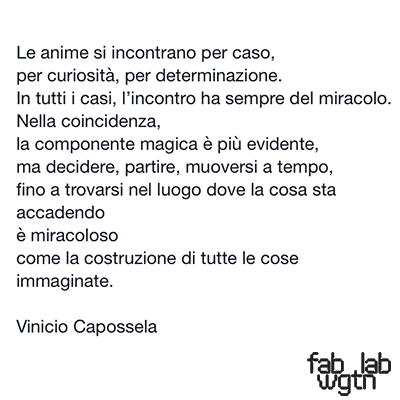 Le anime si incontrano per caso,
per curiosità, per determinazione.
In tutti i casi, l'incontro ha sempre del miracolo.
Nella coincidenza,
la componente magica è più evidente,
ma decidere, partire, muoversi a tempo,
fino a trovarsi nel luogo dove la cosa sta
accadendo
è miracoloso
come la costruzione di tutte le cose
immaginate.
Vinicio Capossela
fab lab
wgtn